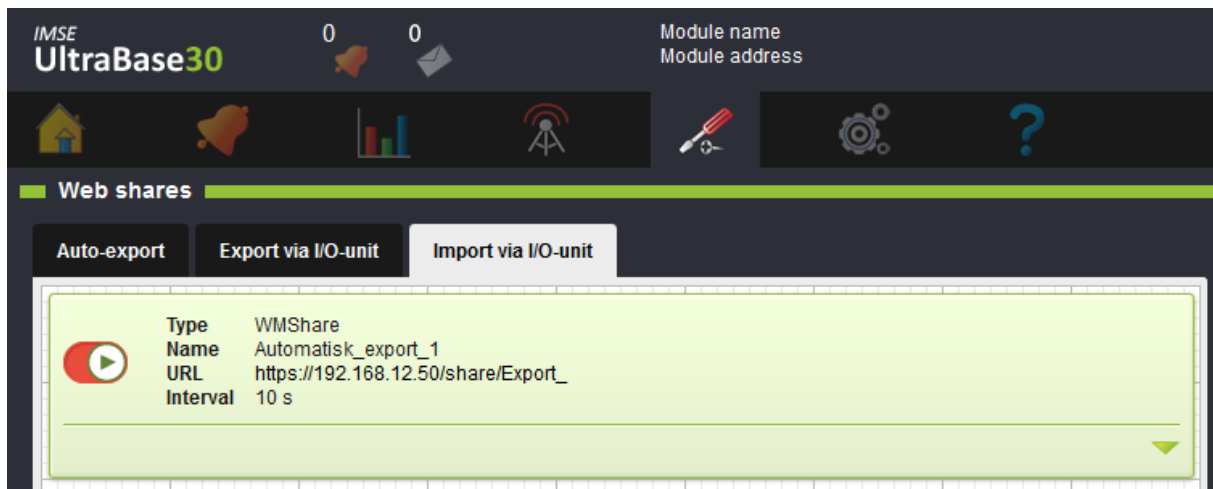 IMSE
UltraBase30
0
0
Module name
Module address
Web shares
Auto-export
Export via I/O-unit
Import via I/O-unit
Type WMShare
Name Automatisk_export_1
URL https://192.168.12.50/share/Export_
Interval 10 s